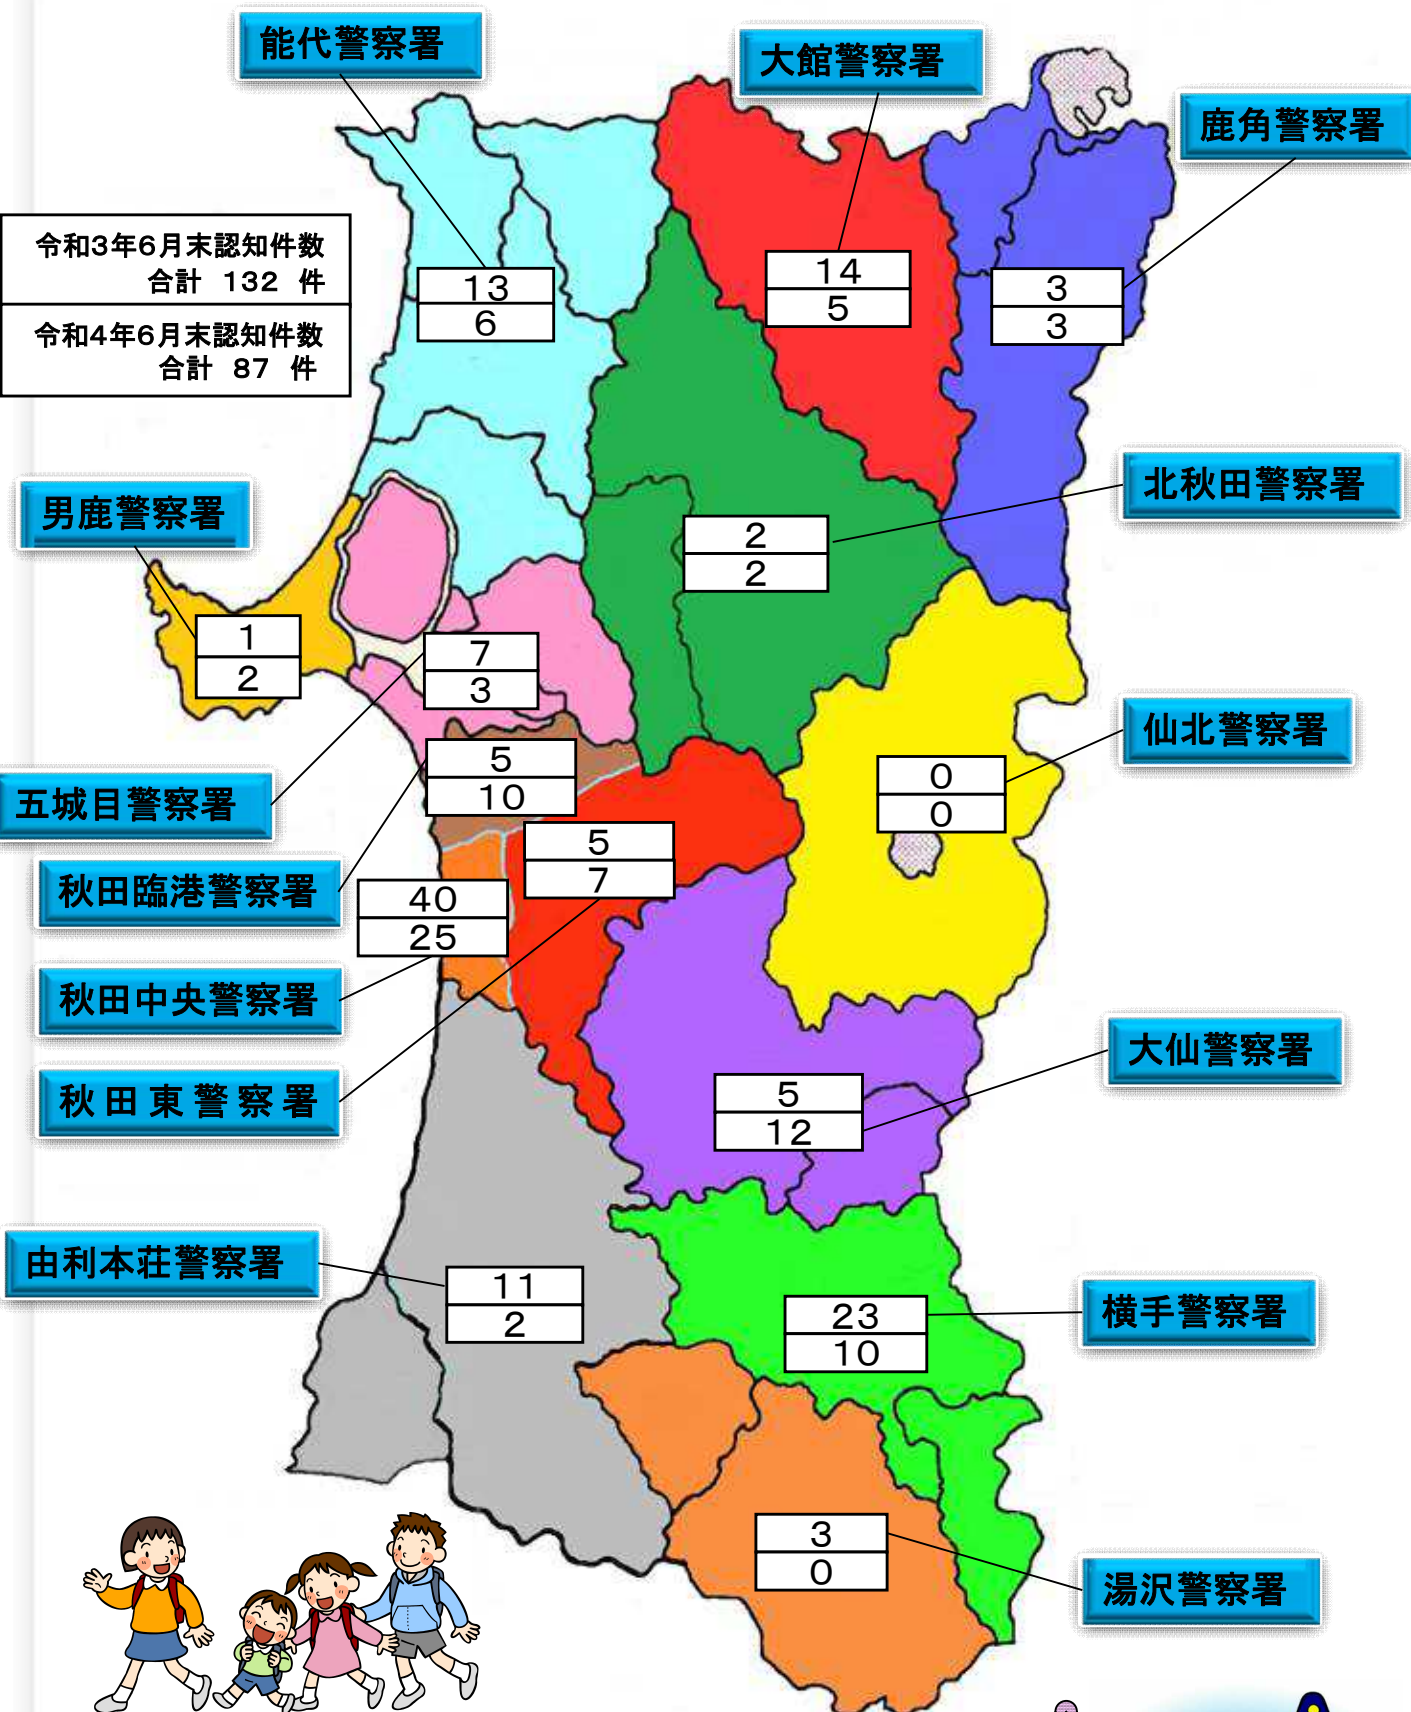 能代警察署
大館警察署
鹿角警察署
令和3年6月末認知件数
合計 132 件
令和4年6月末認知件数
合計 87 件
13
6
14
5
3
3
北秋田警察署
男鹿警察署
2
2
1
2
7
3
仙北警察署
5
10
0
0
五城目警察署
5
7
秋田臨港警察署
40
25
秋田中央警察署
大仙警察署
秋田東警察署
5
12
由利本荘警察署
11
2
23
10
横手警察署
3
0
湯沢警察署